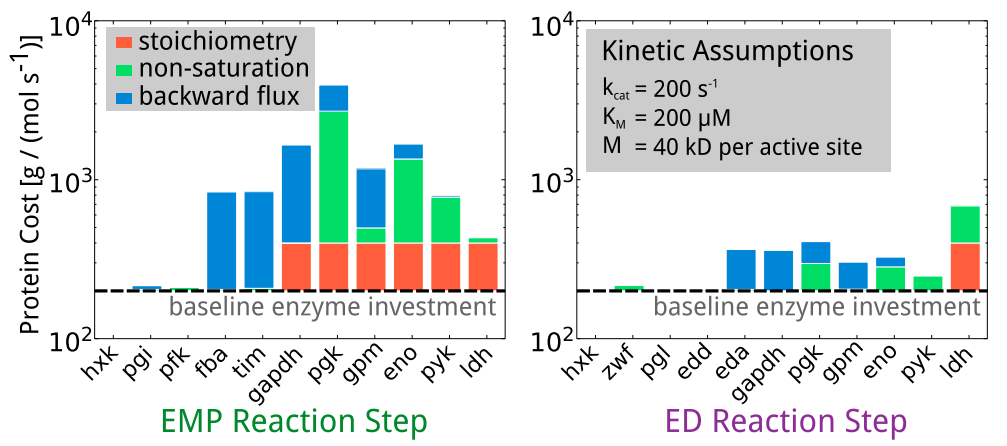 Protein Cost [g / (mol s⁻¹)]
10⁴
10³
10²
stoichiometry
non-saturation
backward flux
baseline enzyme investment
hxk
pgi
pfk
fba
tim
gapdh
pgk
gpm
eno
pyk
ldh
EMP Reaction Step
10⁴
10³
10²
Kinetic Assumptions
kcat = 200 s⁻¹
KM = 200 μM
M = 40 kD per active site
baseline enzyme investment
hxk
zwf
pgl
edd
eda
gapdh
pgk
gpm
eno
pyk
ldh
ED Reaction Step